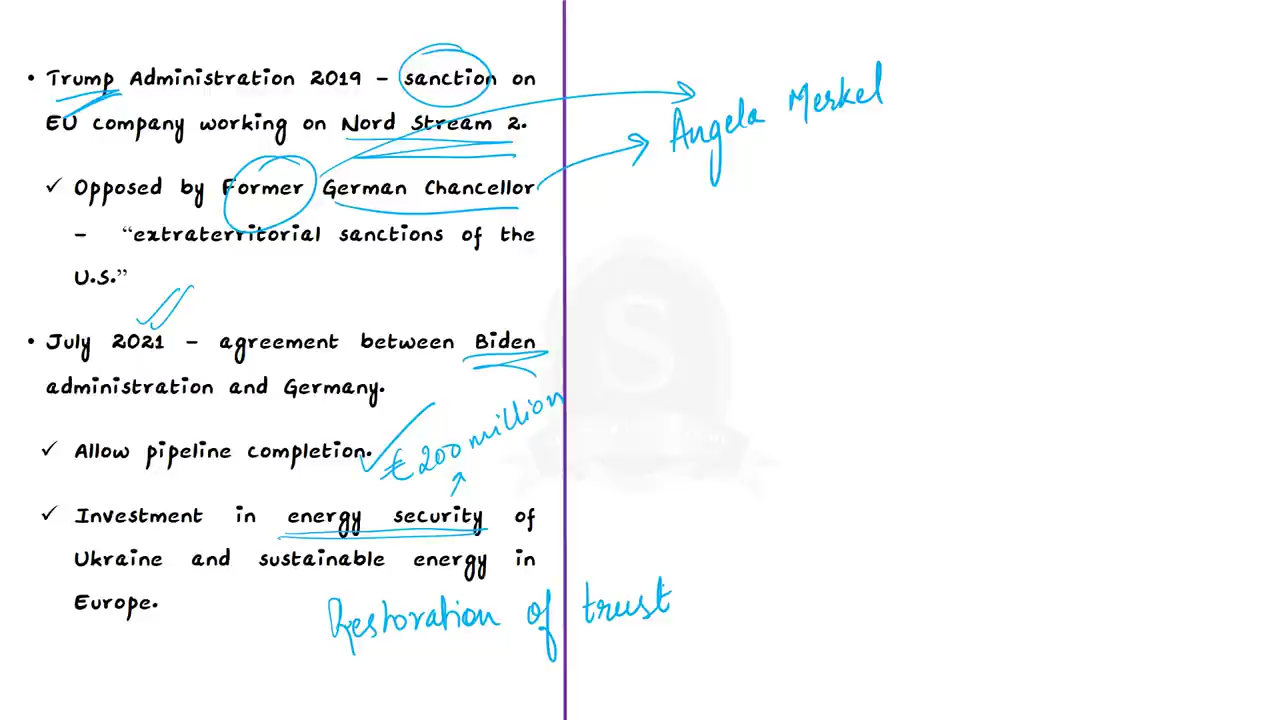 • Trump Administration 2019 – sanction on
EU company working on Nord Stream 2.
✓ Opposed by Former German Chancellor
– “extraterritorial sanctions of the
U.S.”
• July 2021 – agreement between Biden
administration and Germany.
✓ Allow pipeline completion.
✓ Investment in energy security of
Ukraine and sustainable energy in
Europe.
Angela Merkel
€200 million
Restoration of trust
S